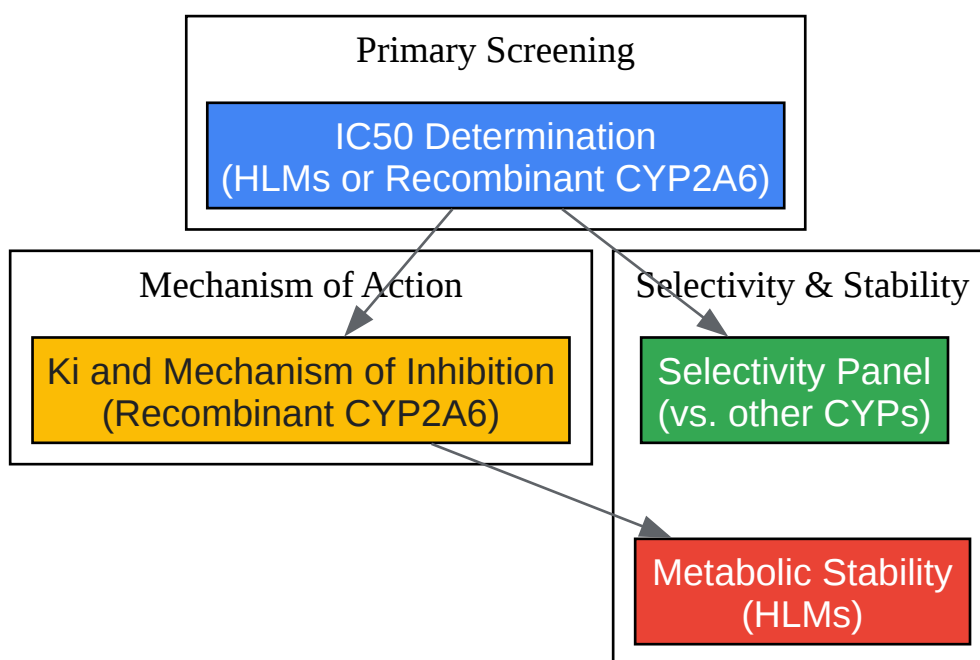 Primary Screening
IC50 Determination
(HLMs or Recombinant CYP2A6)
Mechanism of Action
Ki and Mechanism of Inhibition
(Recombinant CYP2A6)
Selectivity & Stability
Selectivity Panel
(vs. other CYPs)
Metabolic Stability
(HLMs)